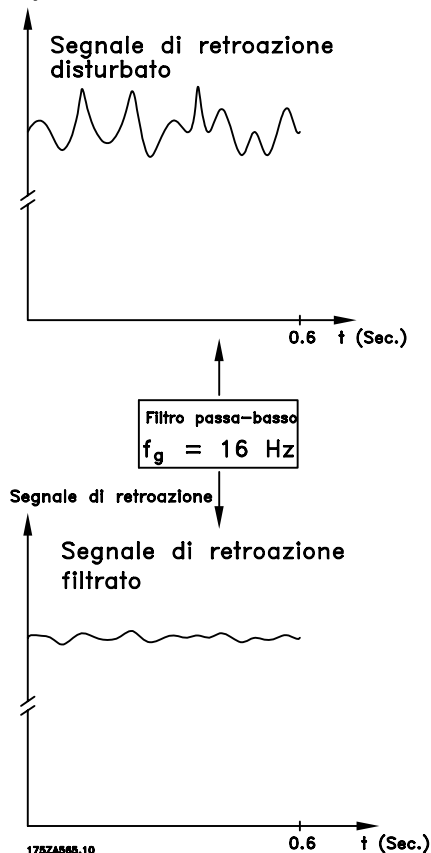 Segnale di retroazione
disturbato
0.6 t (Sec.)
Filtro passa-basso
fg = 16 Hz
Segnale di retroazione
Segnale di retroazione
filtrato
0.6 t (Sec.)
175ZA565.10